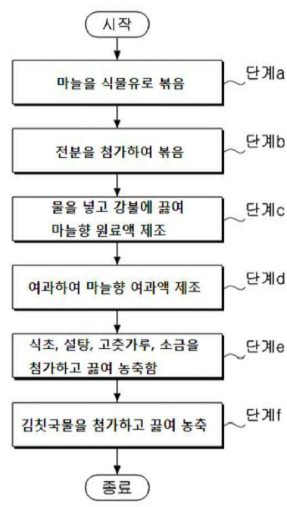 시작
마늘을 식물유로 볶음
단계a
전분을 첨가하여 볶음
단계b
물을 넣고 강불에 끓여
마늘향 원료액 제조
단계c
여과하여 마늘향 여과액 제조
단계d
식초, 설탕, 고춧가루, 소금을
첨가하고 끓여 농축함
단계e
김칫국물을 첨가하고 끓여 농축
단계f
종료